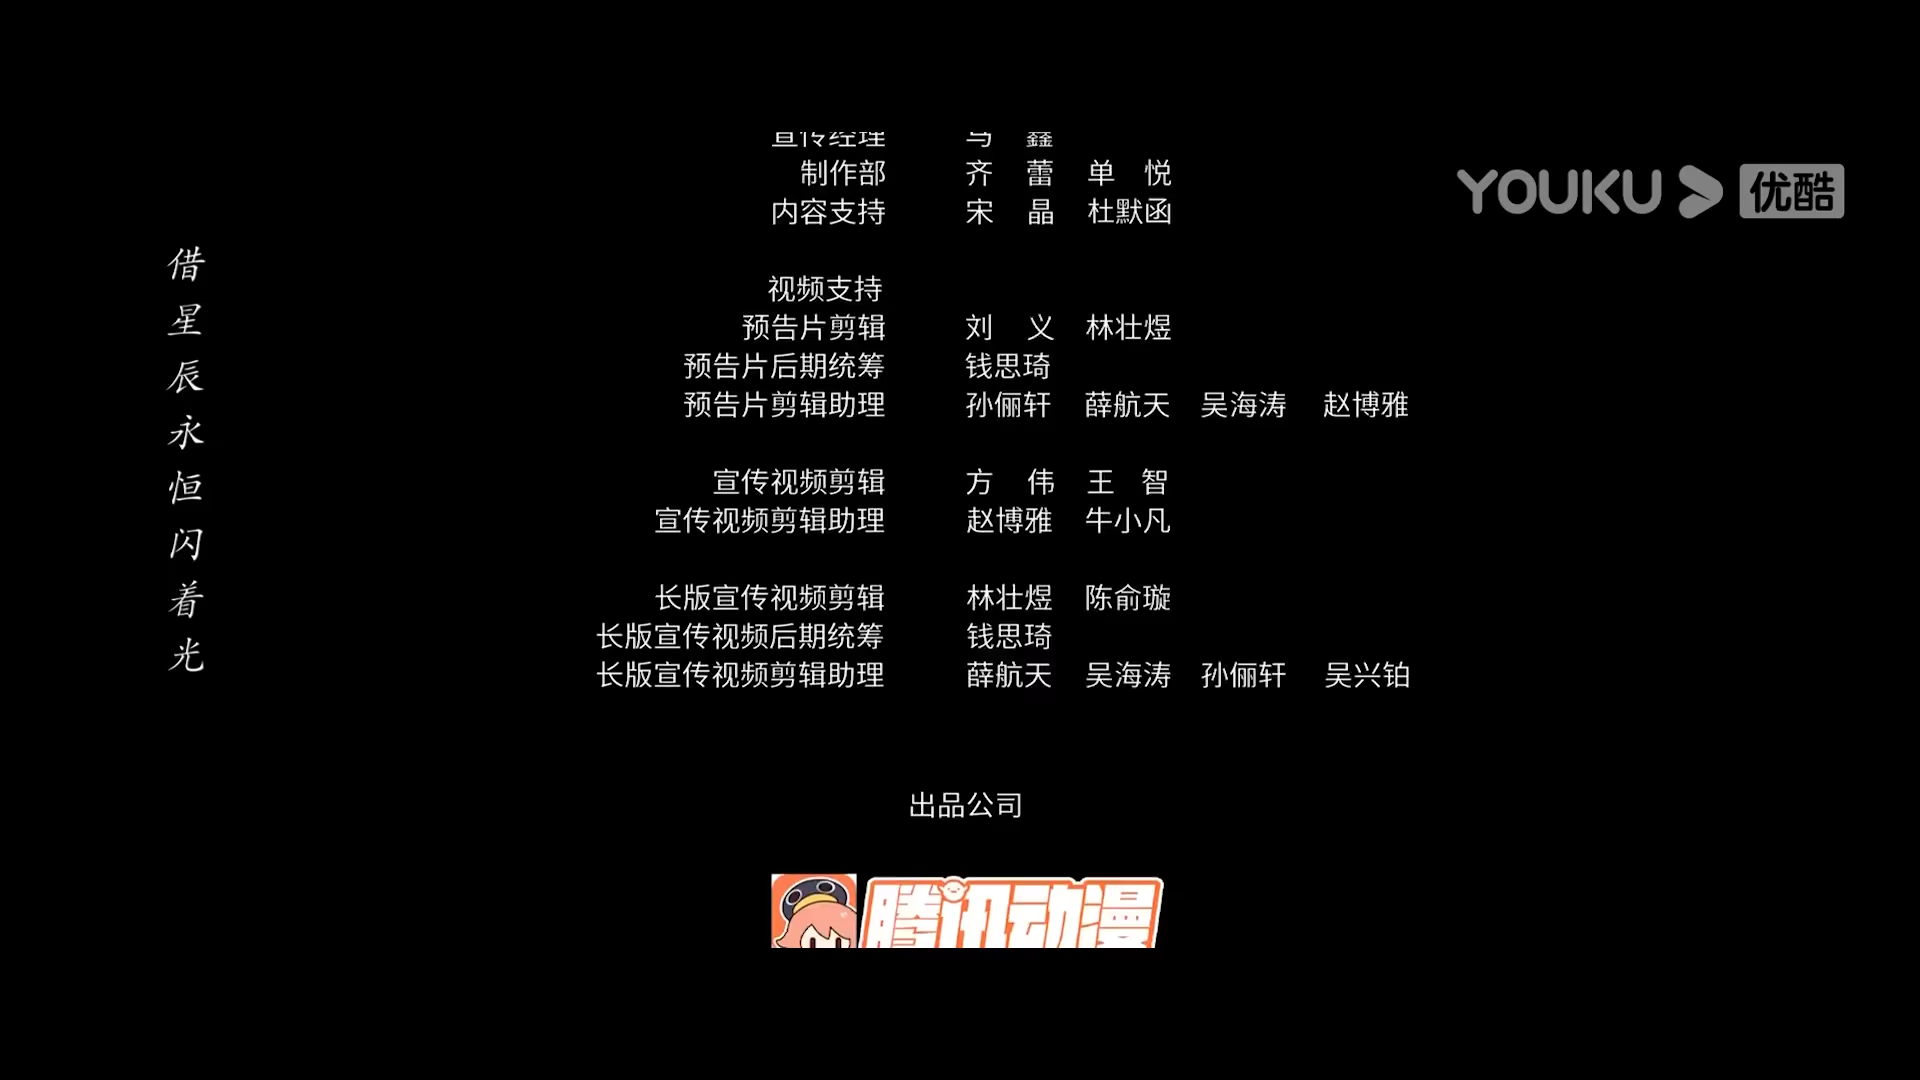 宣传经理 马 鑫
制作部 齐 蕾 单 悦
内容支持 宋 晶 杜默函
YOUKU 优酷
借星辰永恒闪着光
视频支持
预告片剪辑 刘 义 林壮煜
预告片后期统筹 钱思琦
预告片剪辑助理 孙俪轩 薛航天 吴海涛 赵博雅
宣传视频剪辑 方 伟 王 智
宣传视频剪辑助理 赵博雅 牛小凡
长版宣传视频剪辑 林壮煜 陈俞璇
长版宣传视频后期统筹 钱思琦
长版宣传视频剪辑助理 薛航天 吴海涛 孙俪轩 吴兴铂
出品公司
腾讯动漫